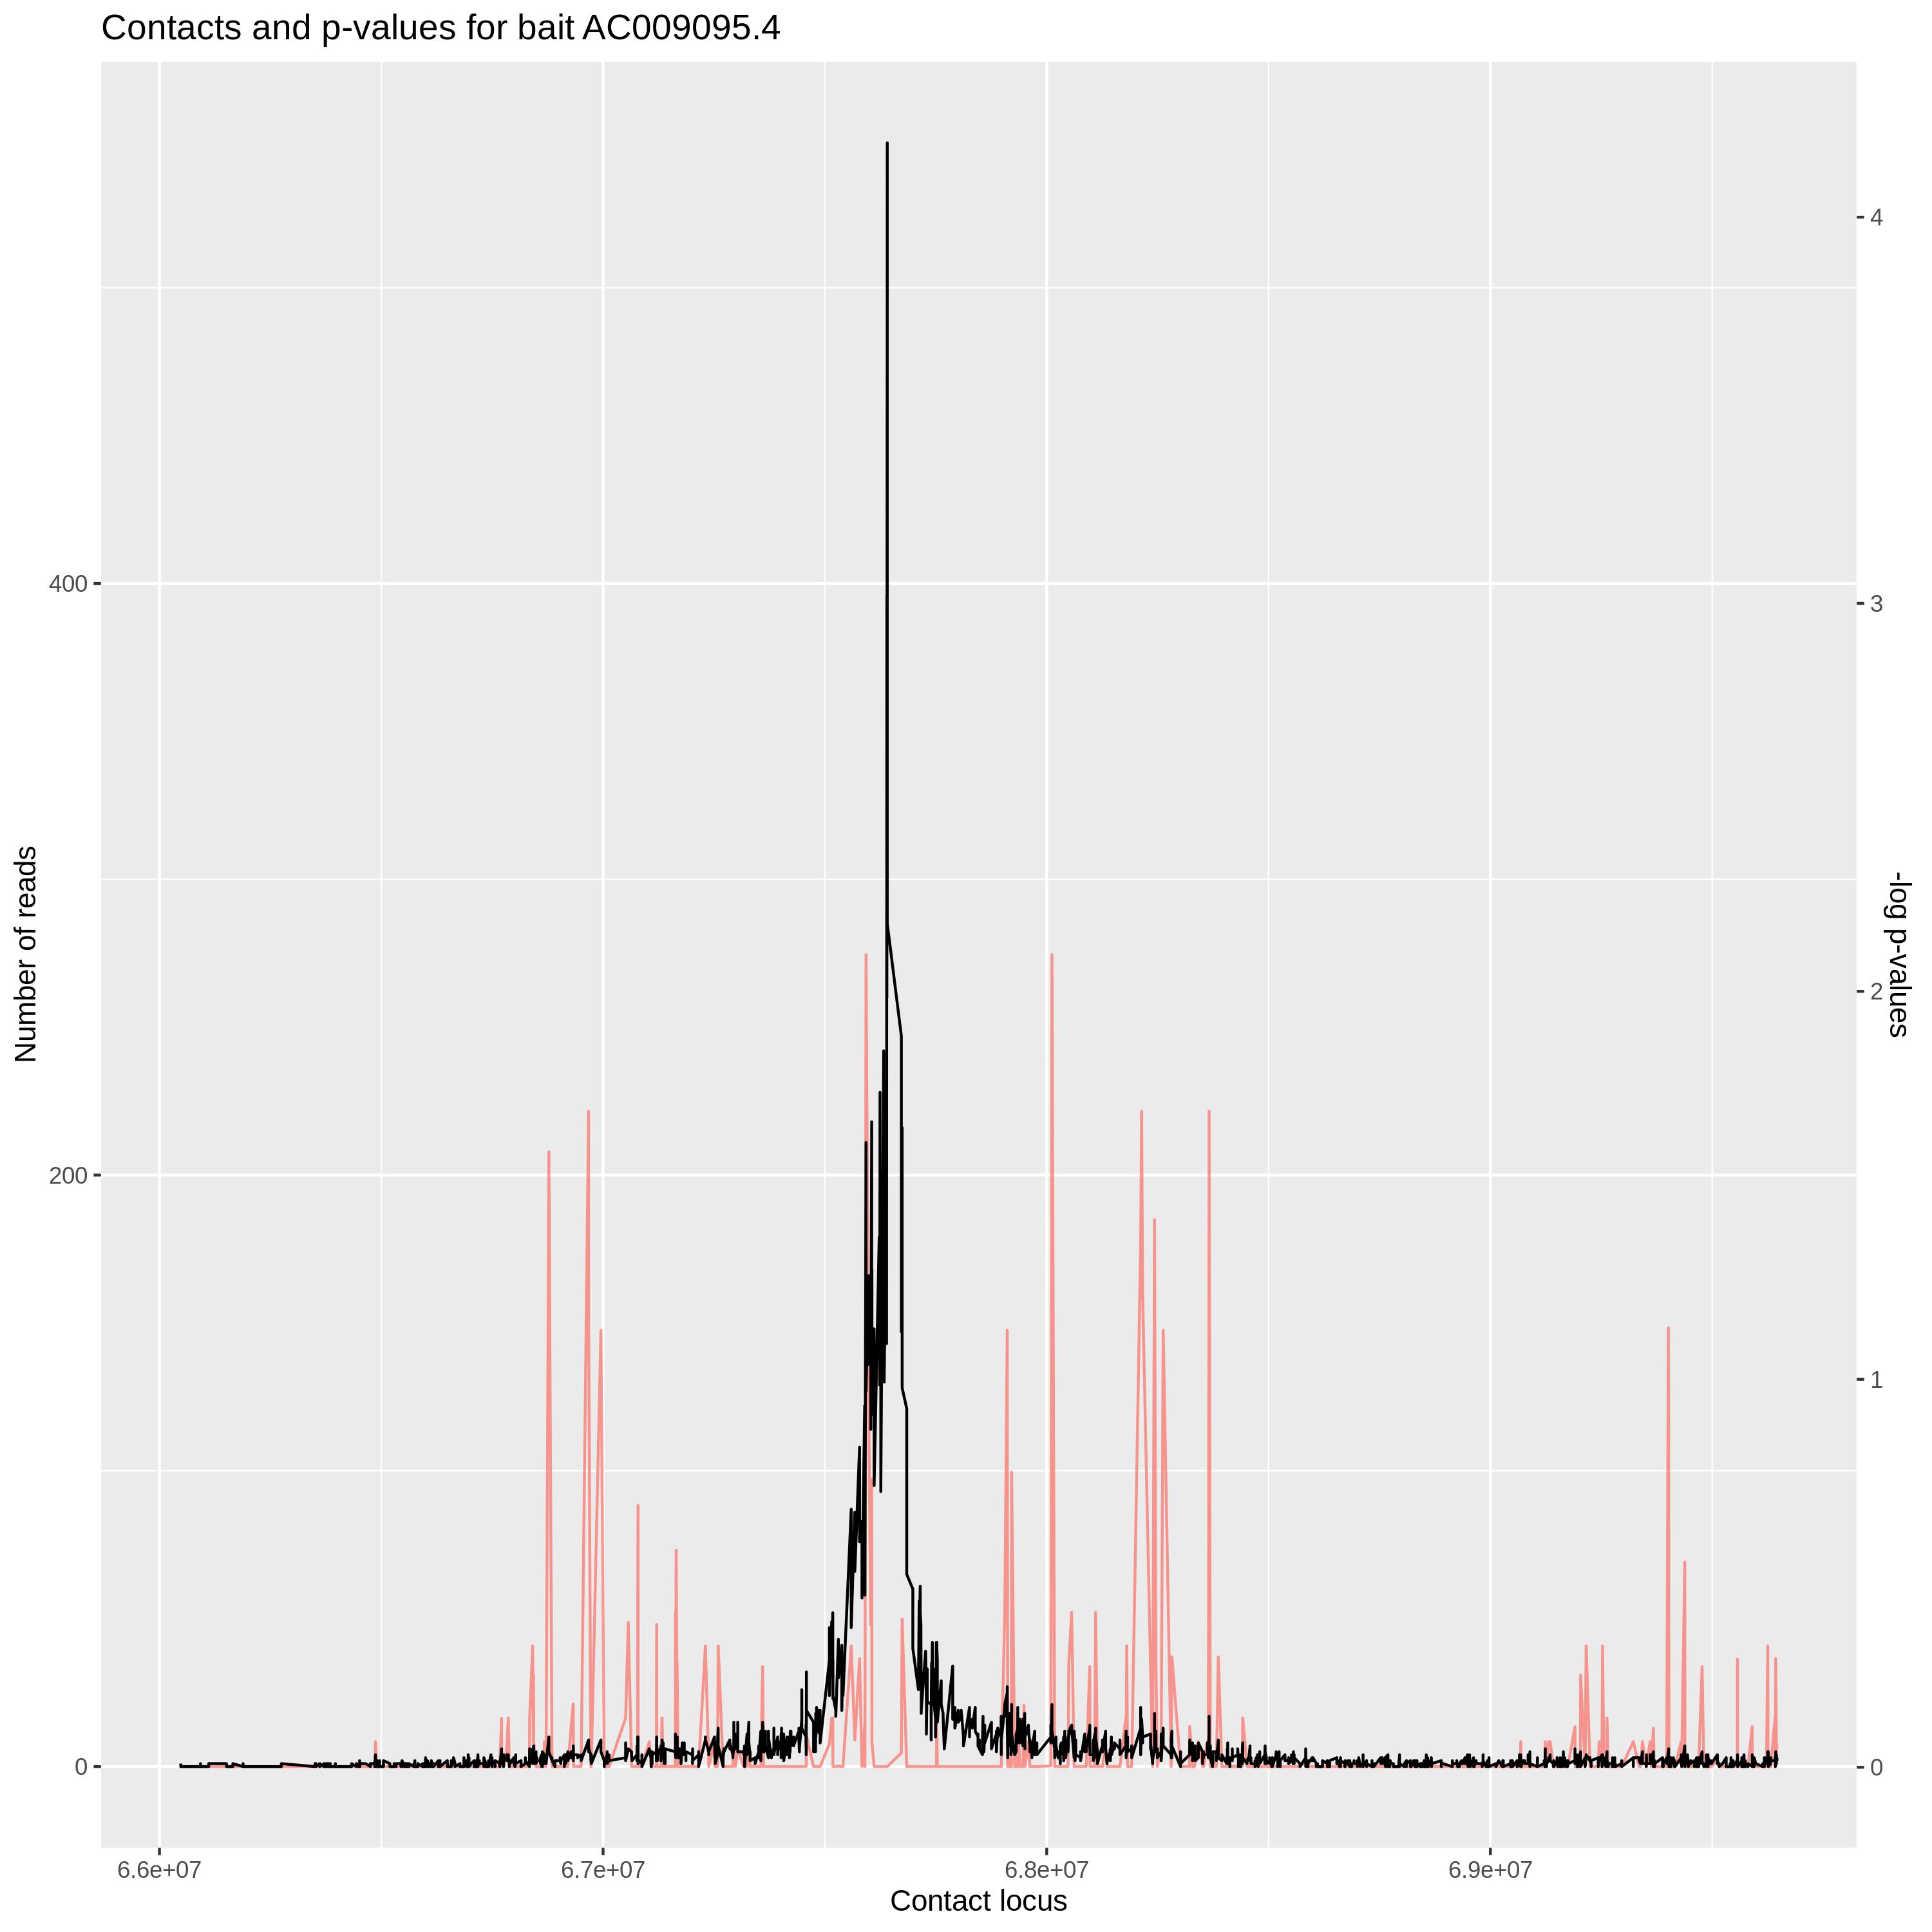 Contacts and p-values for bait AC009095.4
Number of reads
400
200
0
4
3
2
1
0
-log p-values
6.6e+07
6.7e+07
6.8e+07
6.9e+07
Contact locus